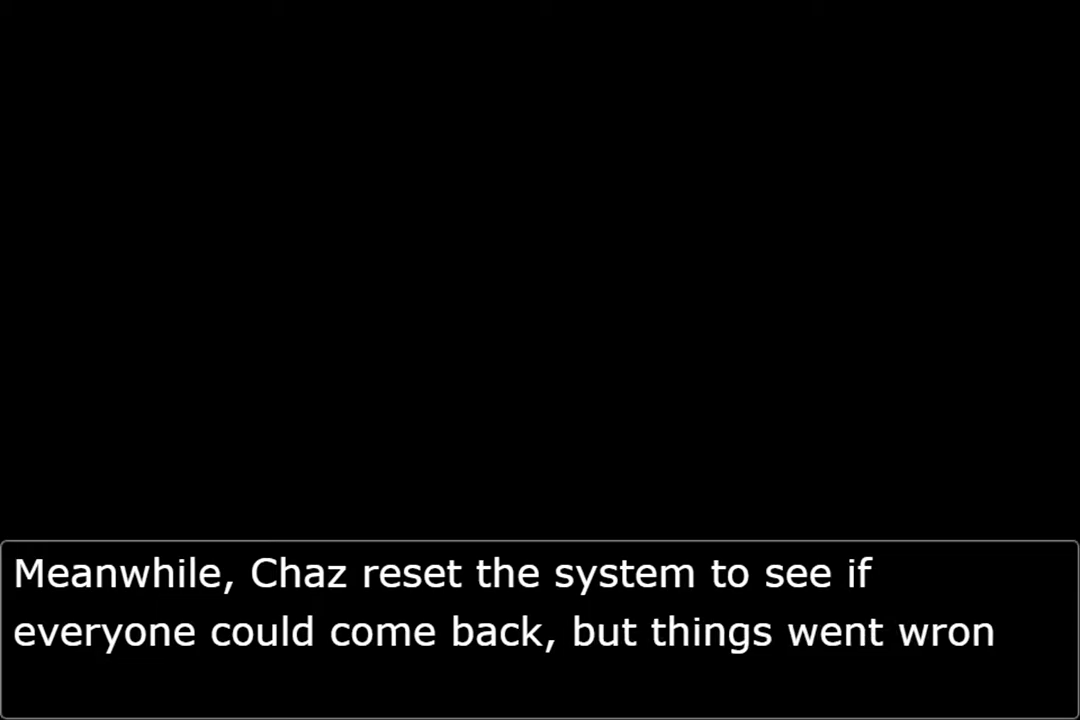 Meanwhile, Chaz reset the system to see if
everyone could come back, but things went wron